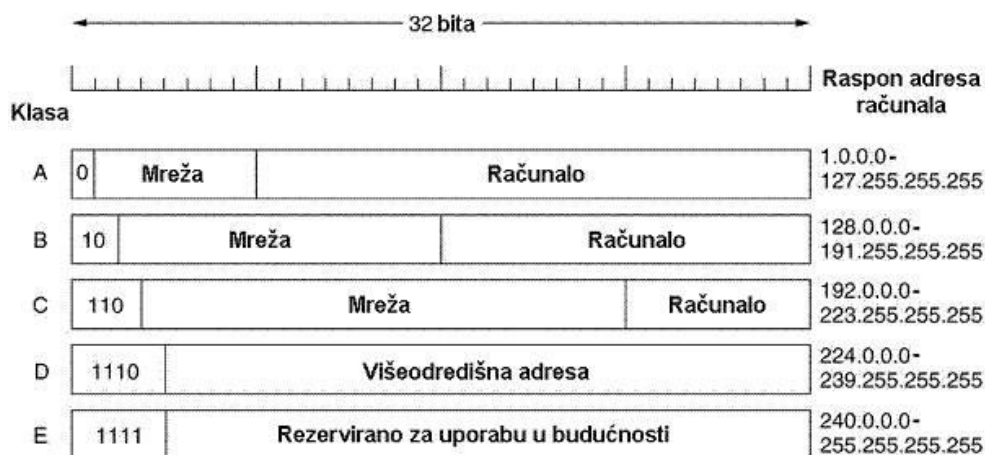 32 bita
Raspon adresa
računala
Klasa
A 0 Mreža Računalo 1.0.0.0-
127.255.255.255
B 10 Mreža Računalo 128.0.0.0-
191.255.255.255
C 110 Mreža Računalo 192.0.0.0-
223.255.255.255
D 1110 Višeodredišna adresa 224.0.0.0-
239.255.255.255
E 1111 Rezervirano za uporabu u budućnosti 240.0.0.0-
255.255.255.255